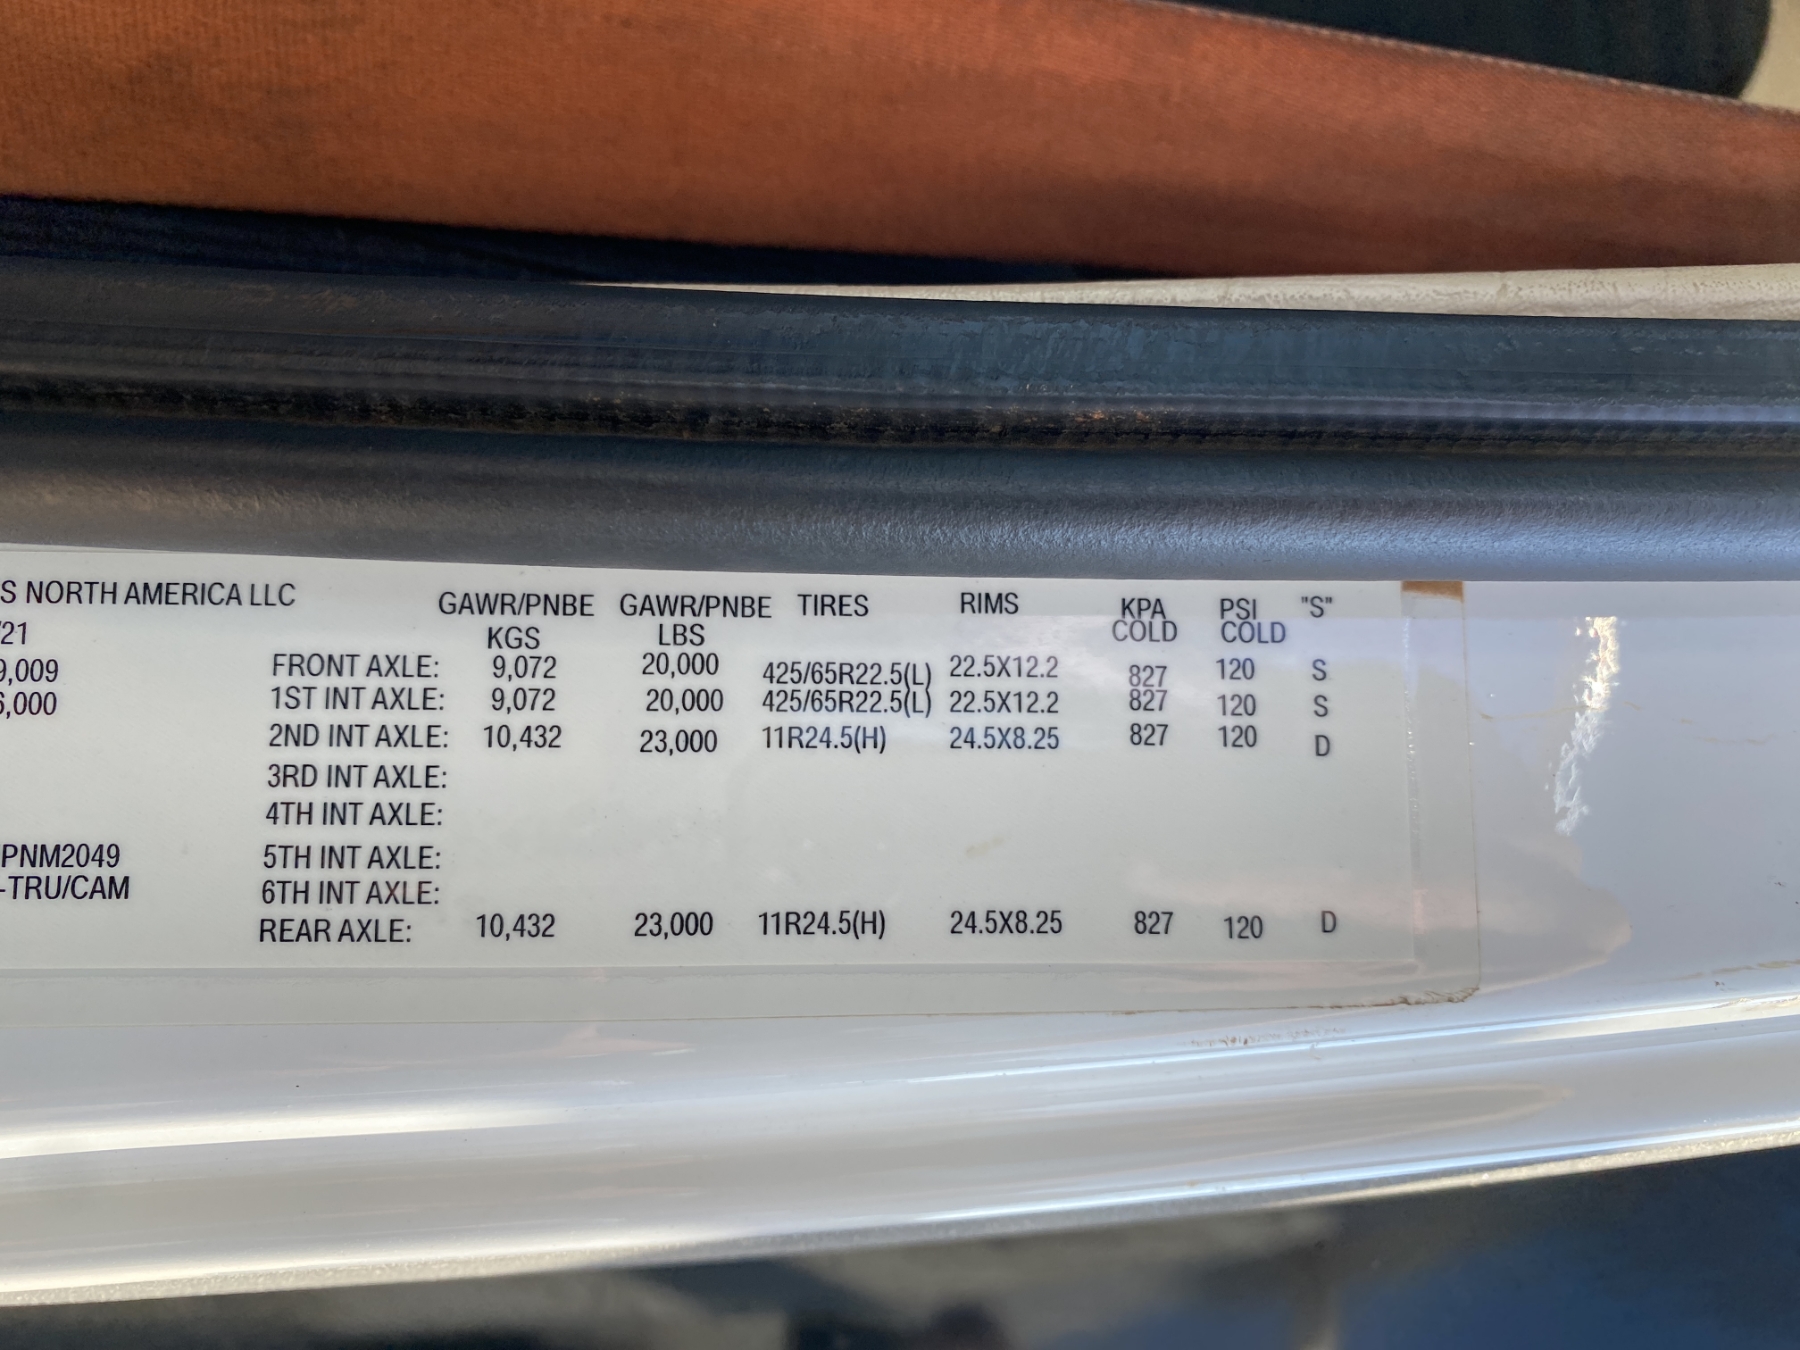 S NORTH AMERICA LLC
/21
9,009
6,000
PNM2049
-TRU/CAM
GAWR/PNBE GAWR/PNBE TIRES RIMS KPA PSI "S"
KGS LBS COLD COLD
FRONT AXLE: 9,072 20,000 425/65R22.5(L) 22.5X12.2 827 120 S
1ST INT AXLE: 9,072 20,000 425/65R22.5(L) 22.5X12.2 827 120 S
2ND INT AXLE: 10,432 23,000 11R24.5(H) 24.5X8.25 827 120 D
3RD INT AXLE:
4TH INT AXLE:
5TH INT AXLE:
6TH INT AXLE:
REAR AXLE: 10,432 23,000 11R24.5(H) 24.5X8.25 827 120 D